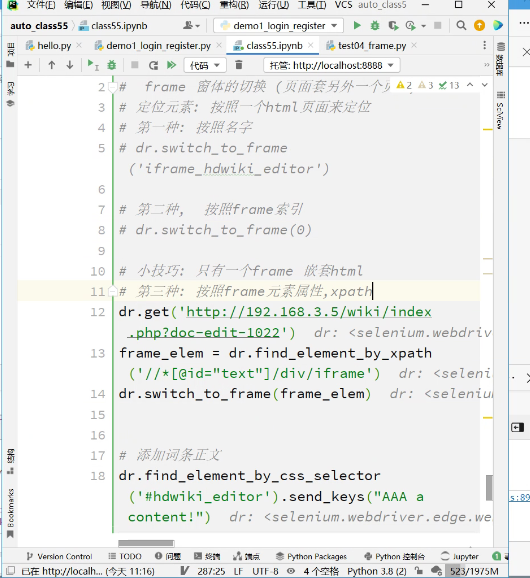 文件(F) 编辑(E) 视图(V) 导航(N) 代码(C) 重构(R) 运行(U) 工具(T) VCS auto_class5
auto_class55 class55.ipynb demo1_login_register
hello.py demo1_login_register.py class55.ipynb test04_frame.py
代码 托管: http://localhost:8888
2 # frame 窗体的切换 (页面套另外一个页
2 3 13
3 # 定位元素: 按照一个html页面来定位
4 # 第一种: 按照名字
5 # dr.switch_to_frame
('iframe_hdwiki_editor')
6
7 # 第二种, 按照frame索引
8 # dr.switch_to_frame(0)
9
10 # 小技巧: 只有一个frame 嵌套html
11 # 第三种: 按照frame元素属性,xpath
12 dr.get('http://192.168.3.5/wiki/index
.php?doc-edit-1022') dr: <selenium.webdriv
13 frame_elem = dr.find_element_by_xpath
('//*[@id="text"]/div/iframe') dr: <selen
14 dr.switch_to_frame(frame_elem) dr: <seleniu
15
16
17 # 添加词条正文
18 dr.find_element_by_css_selector
('#hdwiki_editor').send_keys("AAA a
content!") dr: <selenium.webdriver.edge.we
数据库
SciView
Bookmarks
s:89
Version Control TODO 问题 终端 端点 Python Packages Python 控制台 Jupyter
已在 http://localh... (今天 11:16) 287:25 LF UTF-8 4 个空格 Python 3.8 (2) 523/1975M